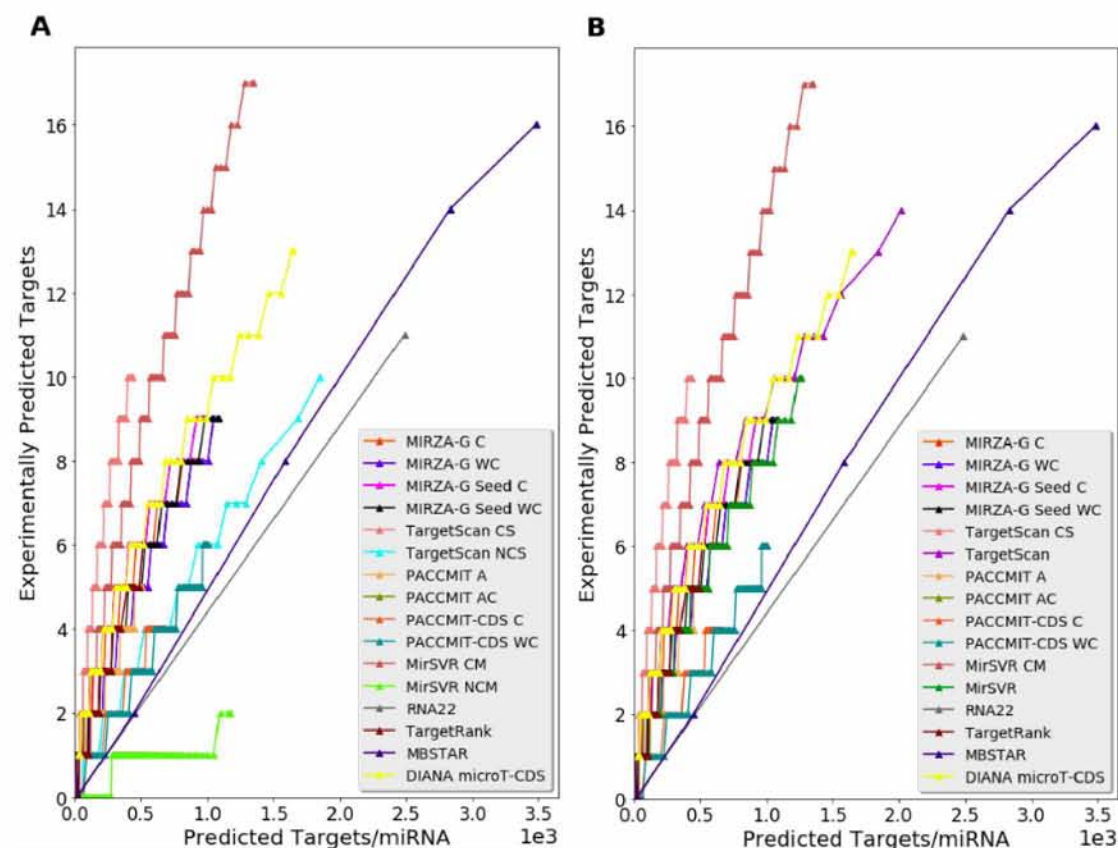 A
Experimentally Predicted Targets
16
14
12
10
8
6
4
2
0
MIRZA-G C
MIRZA-G WC
MIRZA-G Seed C
MIRZA-G Seed WC
TargetScan CS
TargetScan NCS
PACCMIT A
PACCMIT AC
PACCMIT-CDS C
PACCMIT-CDS WC
MirSVR CM
MirSVR NCM
RNA22
TargetRank
MBSTAR
DIANA microT-CDS
0.0 0.5 1.0 1.5 2.0 2.5 3.0 3.5
Predicted Targets/miRNA 1e3
B
Experimentally Predicted Targets
16
14
12
10
8
6
4
2
0
MIRZA-G C
MIRZA-G WC
MIRZA-G Seed C
MIRZA-G Seed WC
TargetScan CS
TargetScan
PACCMIT A
PACCMIT AC
PACCMIT-CDS C
PACCMIT-CDS WC
MirSVR CM
MirSVR
RNA22
TargetRank
MBSTAR
DIANA microT-CDS
0.0 0.5 1.0 1.5 2.0 2.5 3.0 3.5
Predicted Targets/miRNA 1e3